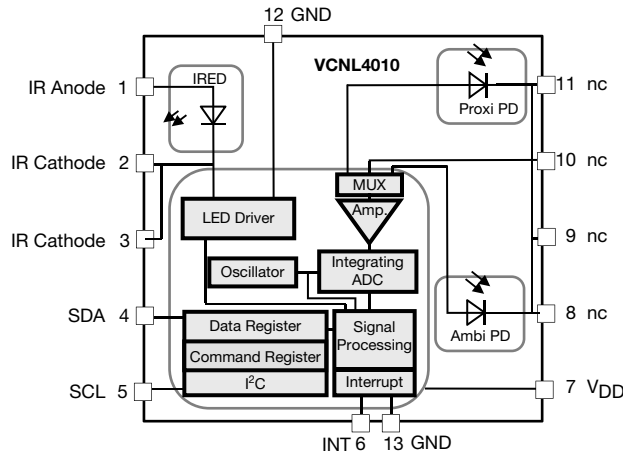 12 GND
VCNL4010
IR Anode 1
IRED
Proxi PD
11 nc
IR Cathode 2
MUX
10 nc
Amp.
LED Driver
IR Cathode 3
9 nc
Oscillator
Integrating
ADC
SDA 4
Data Register
Signal
Processing
Ambi PD
8 nc
Command Register
SCL 5
I²C
Interrupt
7 VDD
INT 6
13 GND